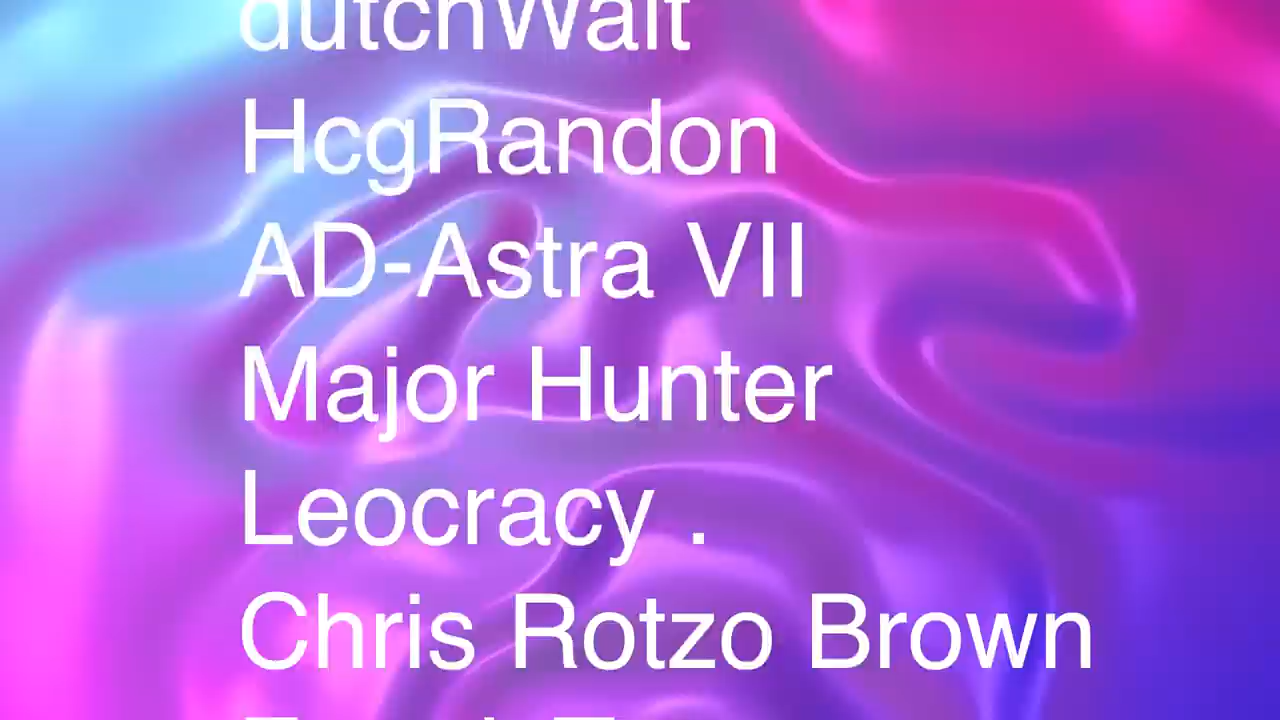 dutchWalt
HcgRandon
AD-Astra VII
Major Hunter
Leocracy .
Chris Rotzo Brown